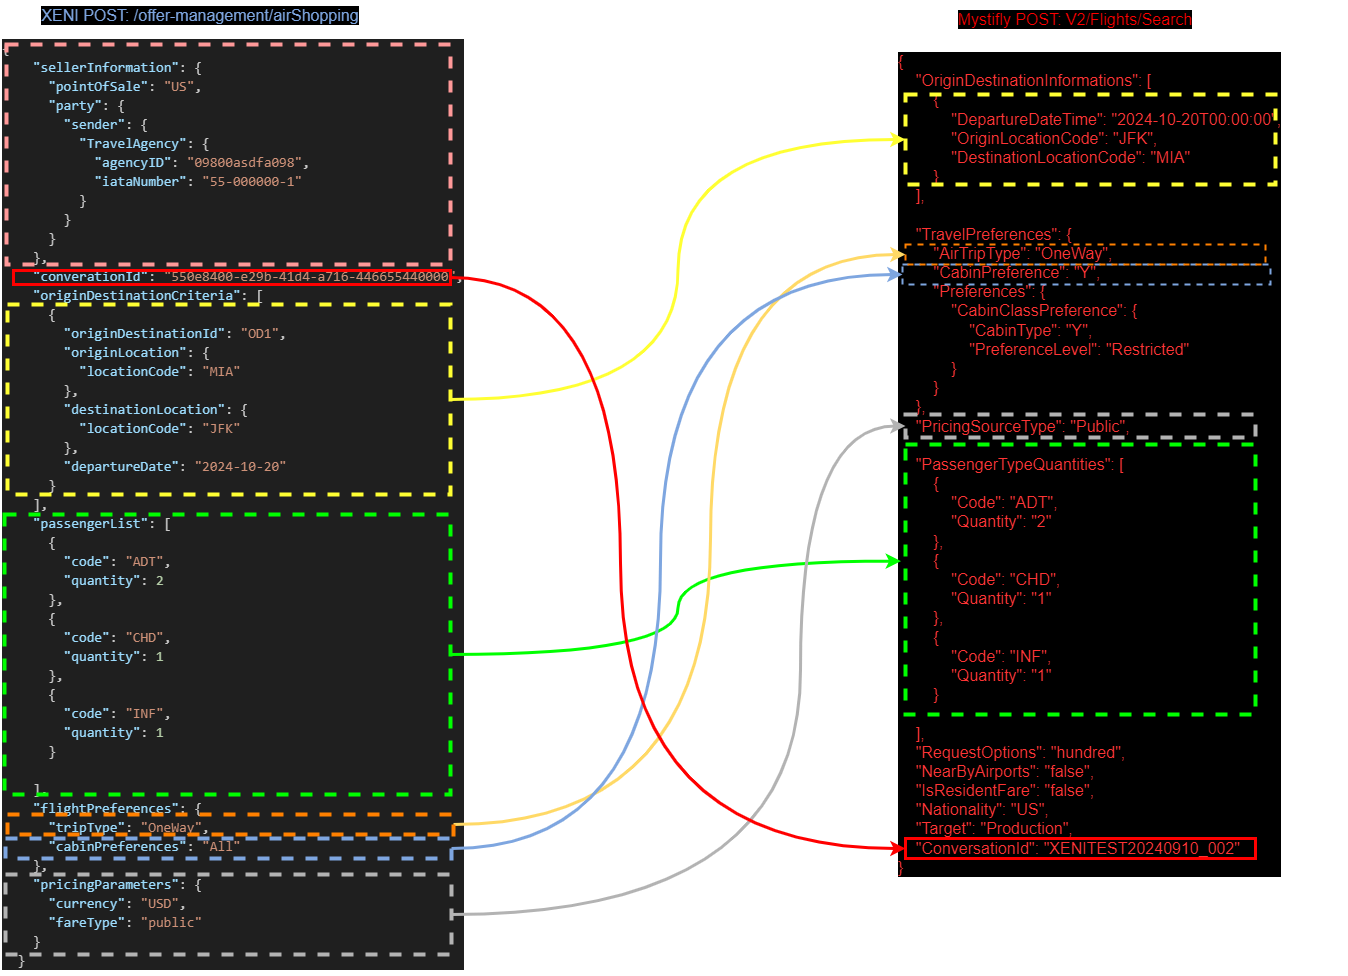 XENI POST: /offer-management/airShopping
{
"sellerInformation": {
"pointOfSale": "US",
"party": {
"sender": {
"TravelAgency": {
"agencyID": "09800asdfa098",
"iataNumber": "55-000000-1"
}
}
}
},
"converationId": "550e8400-e29b-41d4-a716-446655440000",
"originDestinationCriteria": [
{
"originDestinationId": "OD1",
"originLocation": {
"locationCode": "MIA"
},
"destinationLocation": {
"locationCode": "JFK"
},
"departureDate": "2024-10-20"
}
],
"passengerList": [
{
"code": "ADT",
"quantity": 2
},
{
"code": "CHD",
"quantity": 1
},
{
"code": "INF",
"quantity": 1
}
],
"flightPreferences": {
"tripType": "OneWay",
"cabinPreferences": "All"
},
"pricingParameters": {
"currency": "USD",
"fareType": "public"
}
}
Mystifly POST: V2/Flights/Search
{
"OriginDestinationInformations": [
{
"DepartureDateTime": "2024-10-20T00:00:00",
"OriginLocationCode": "JFK",
"DestinationLocationCode": "MIA"
}
],
"TravelPreferences": {
"AirTripType": "OneWay",
"CabinPreference": "Y",
"Preferences": {
"CabinClassPreference": {
"CabinType": "Y",
"PreferenceLevel": "Restricted"
}
}
},
"PricingSourceType": "Public",
"PassengerTypeQuantities": [
{
"Code": "ADT",
"Quantity": "2"
},
{
"Code": "CHD",
"Quantity": "1"
},
{
"Code": "INF",
"Quantity": "1"
}
],
"RequestOptions": "hundred",
"NearByAirports": "false",
"IsResidentFare": "false",
"Nationality": "US",
"Target": "Production",
"ConversationId": "XENITEST20240910_002"
}